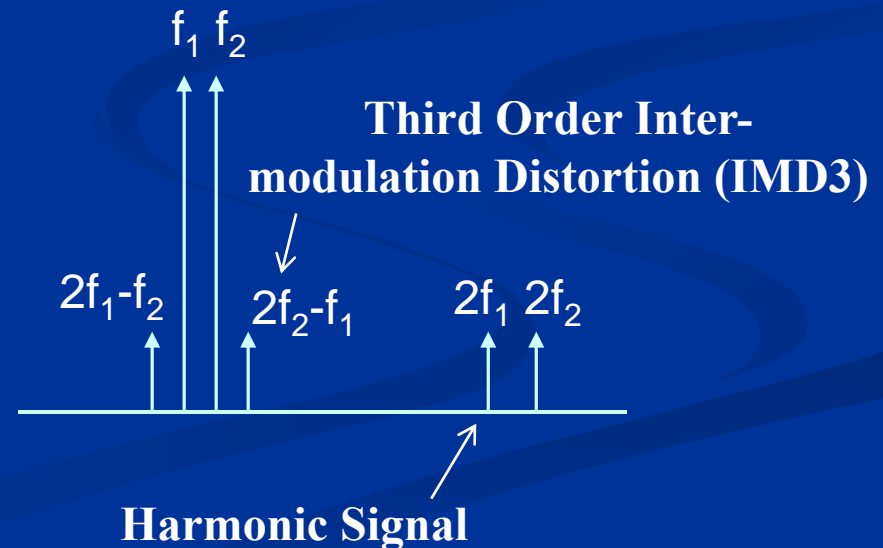 f₁ f₂
Third Order Inter-
modulation Distortion (IMD3)
2f₁-f₂
2f₂-f₁
2f₁ 2f₂
Harmonic Signal